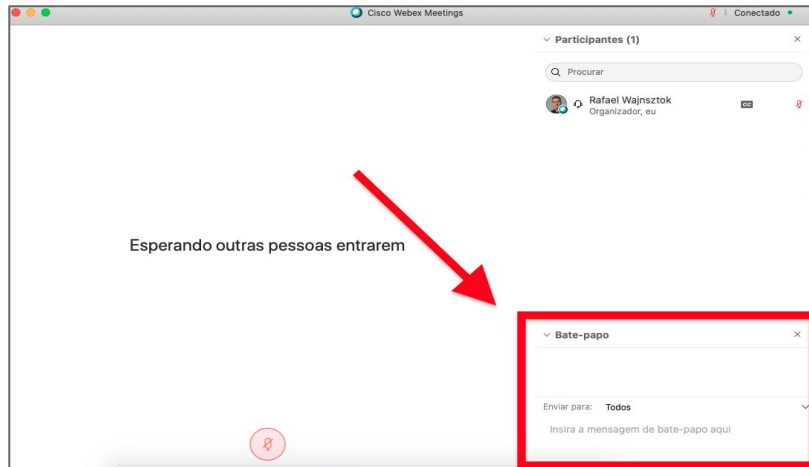 Cisco Webex Meetings
Conectado
Participantes (1)
Procurar
Rafael Wajnsztok
CC
Organizador, eu
Esperando outras pessoas entrarem
Bate-papo
Enviar para: Todos
Insira a mensagem de bate-papo aqui